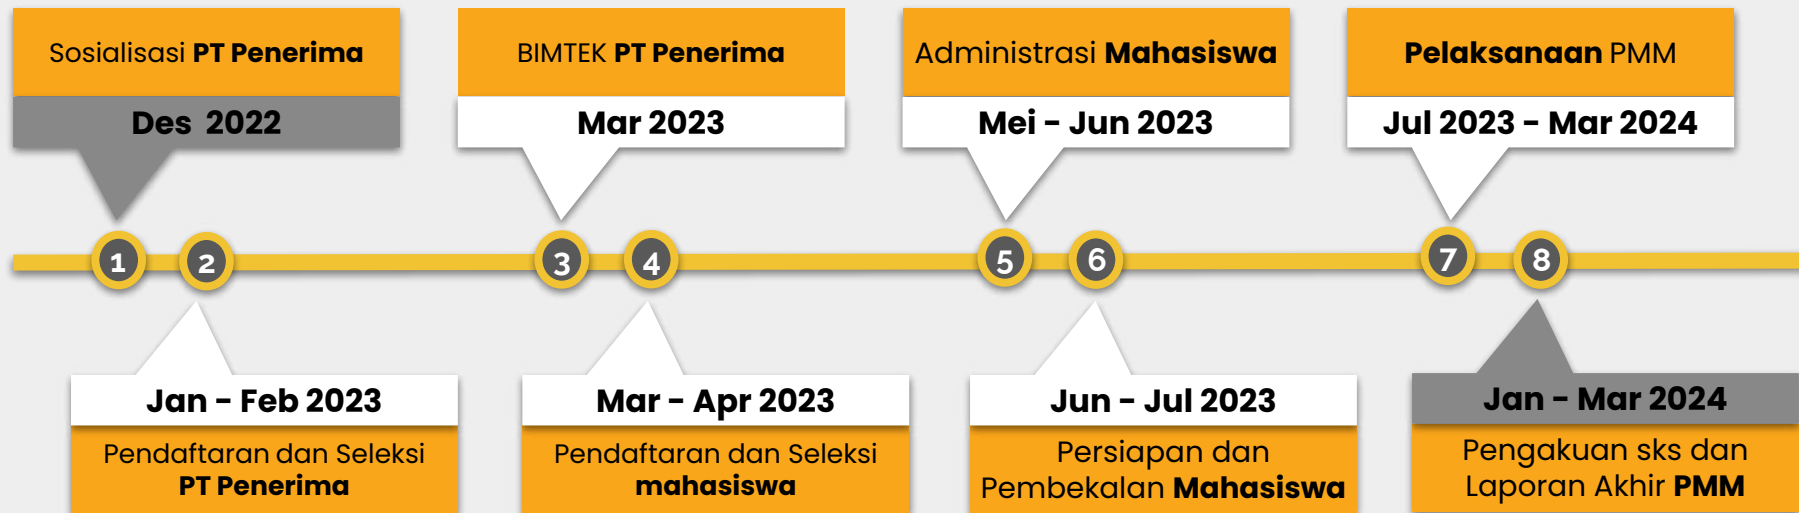 Sosialisasi PT Penerima
Des 2022
BIMTEK PT Penerima
Mar 2023
Administrasi Mahasiswa
Mei - Jun 2023
Pelaksanaan PMM
Jul 2023 - Mar 2024
1
2
3
4
5
6
7
8
Jan - Feb 2023
Pendaftaran dan Seleksi
PT Penerima
Mar - Apr 2023
Pendaftaran dan Seleksi
mahasiswa
Jun - Jul 2023
Persiapan dan
Pembekalan Mahasiswa
Jan - Mar 2024
Pengakuan sks dan
Laporan Akhir PMM